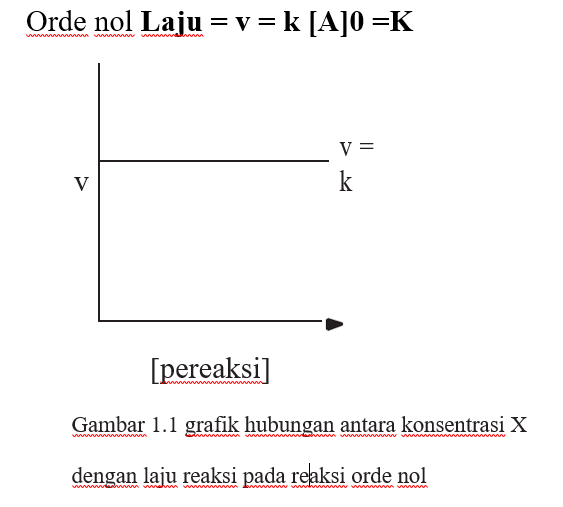 Orde nol Laju = v = k [A]0 =K
v =
v
k
[pereaksi]
Gambar 1.1 grafik hubungan antara konsentrasi X
dengan laju reaksi pada reaksi orde nol